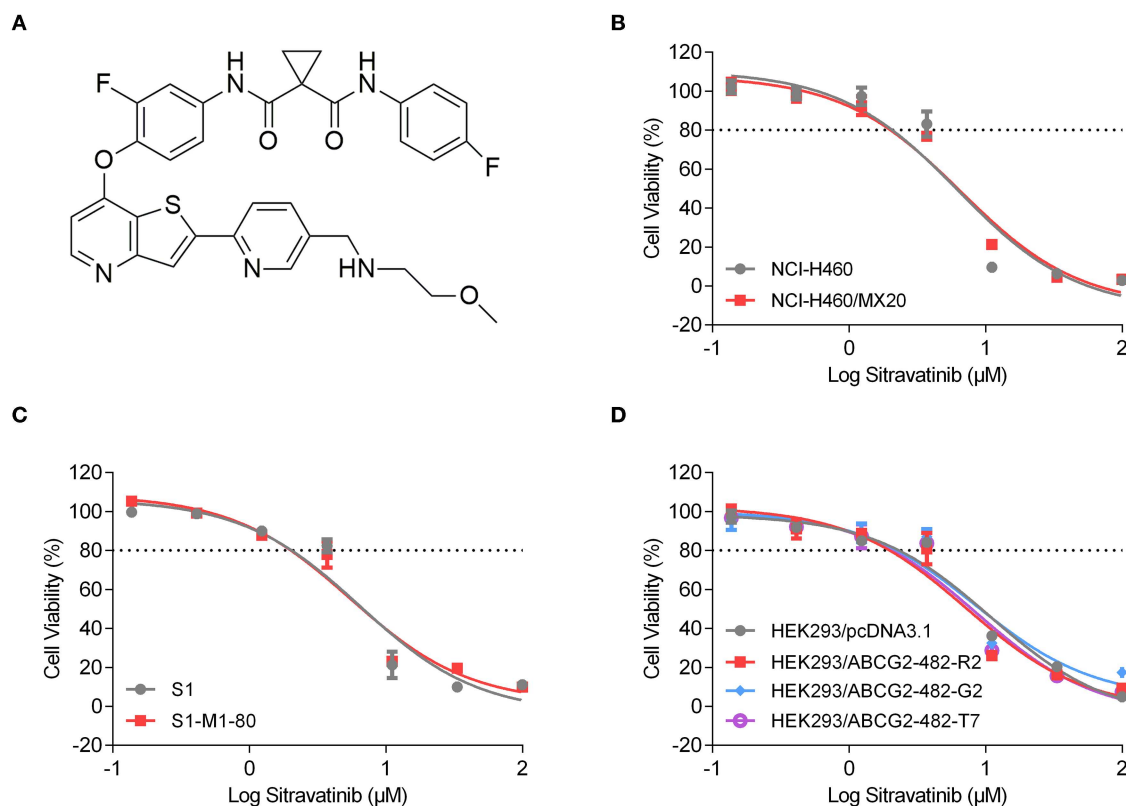 A
H
N
H
N
F
O
O
O
F
S
N
N
HN
O
B
120
100
80
60
40
20
0
-20
Cell Viability (%)
NCI-H460
NCI-H460/MX20
-1
0
1
2
Log Sitravatinib (µM)
C
120
100
80
60
40
20
0
-20
Cell Viability (%)
S1
S1-M1-80
-1
0
1
2
Log Sitravatinib (µM)
D
120
100
80
60
40
20
0
-20
Cell Viability (%)
HEK293/pcDNA3.1
HEK293/ABCG2-482-R2
HEK293/ABCG2-482-G2
HEK293/ABCG2-482-T7
-1
0
1
2
Log Sitravatinib (µM)